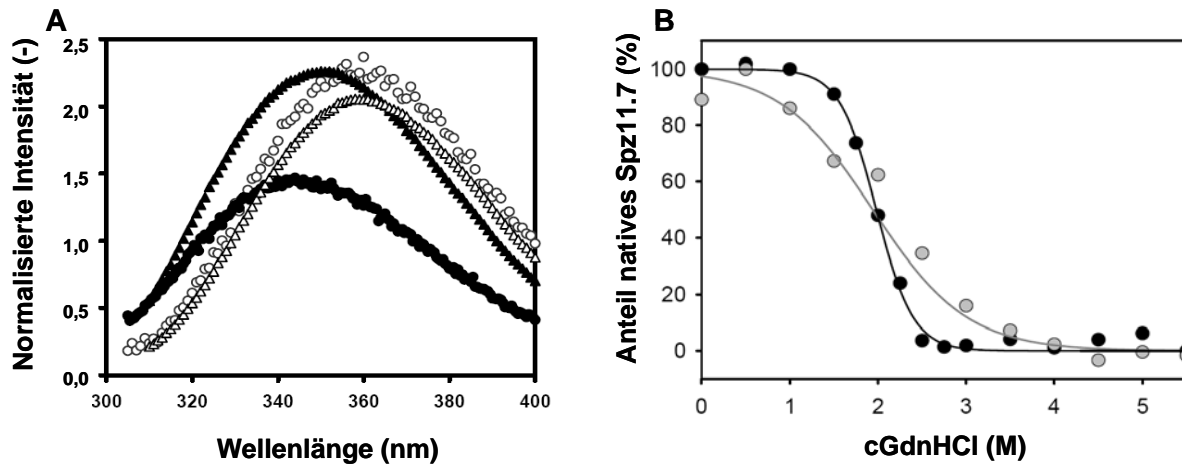 A
Normalisierte Intensität (-)
2,5
2,0
1,5
1,0
0,5
0,0
300 320 340 360 380 400
Wellenlänge (nm)
B
Anteil natives Spz11.7 (%)
100
80
60
40
20
0
0 1 2 3 4 5
cGdnHCl (M)